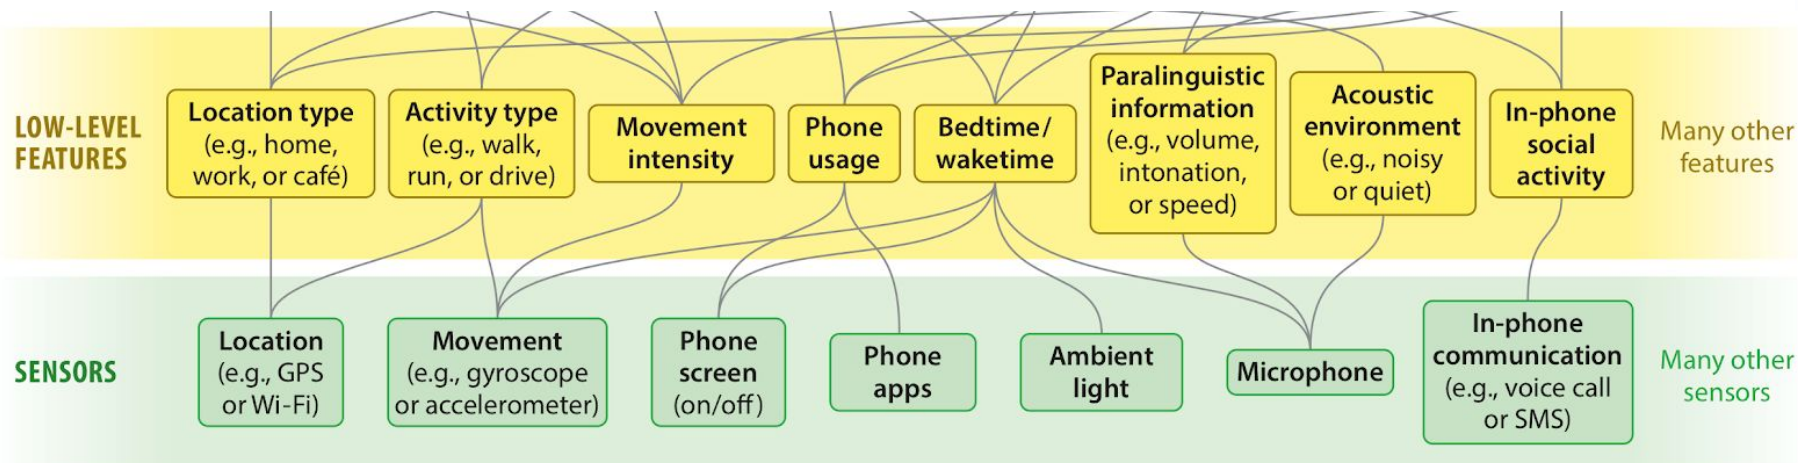 LOW-LEVEL
FEATURES
Location type
(e.g., home,
work, or café)
Activity type
(e.g., walk,
run, or drive)
Movement
intensity
Phone
usage
Bedtime/
waketime
Paralinguistic
information
(e.g., volume,
intonation,
or speed)
Acoustic
environment
(e.g., noisy
or quiet)
In-phone
social
activity
Many other
features
SENSORS
Location
(e.g., GPS
or Wi-Fi)
Movement
(e.g., gyroscope
or accelerometer)
Phone
screen
(on/off)
Phone
apps
Ambient
light
Microphone
In-phone
communication
(e.g., voice call
or SMS)
Many other
sensors